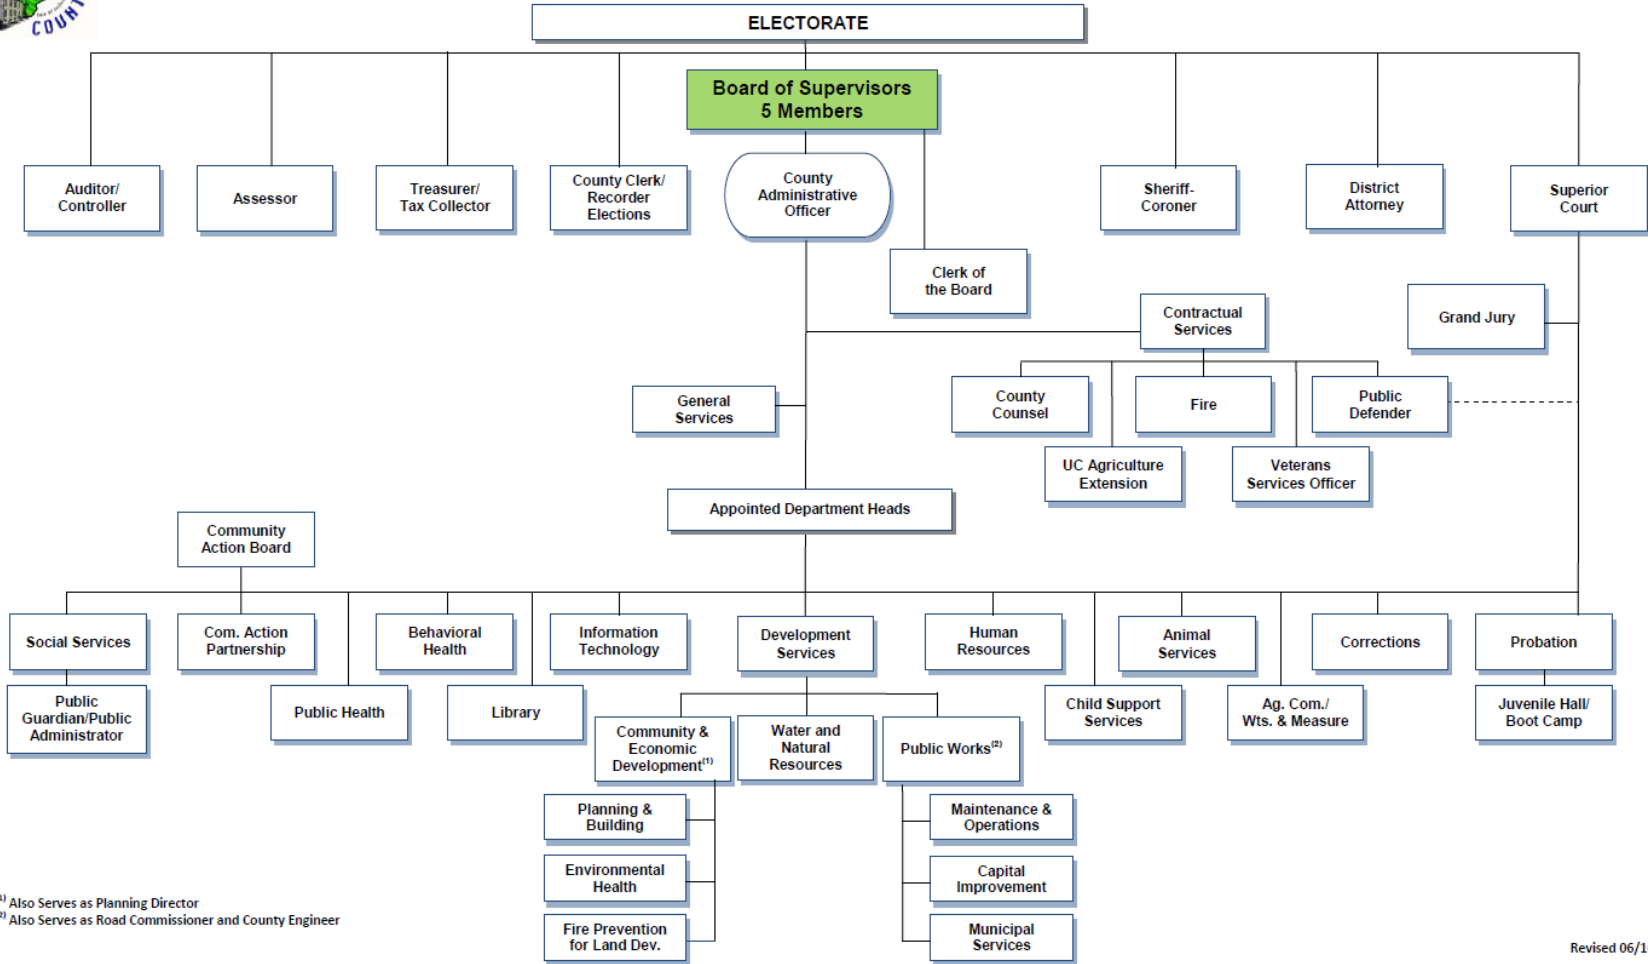 COUNT
ELECTORATE
Board of Supervisors
5 Members
Auditor/
Controller
Assessor
Treasurer/
Tax Collector
County Clerk/
Recorder
Elections
County
Administrative
Officer
Sheriff-
Coroner
District
Attorney
Superior
Court
Clerk of
the Board
Contractual
Services
Grand Jury
General
Services
County
Counsel
Fire
Public
Defender
UC Agriculture
Extension
Veterans
Services Officer
Appointed Department Heads
Community
Action Board
Social Services
Com. Action
Partnership
Behavioral
Health
Information
Technology
Development
Services
Human
Resources
Animal
Services
Corrections
Probation
Public
Guardian/Public
Administrator
Public Health
Library
Child Support
Services
Ag. Com./
Wts. & Measure
Juvenile Hall/
Boot Camp
Community &
Economic
Development(1)
Water and
Natural
Resources
Public Works(2)
Planning &
Building
Environmental
Health
Fire Prevention
for Land Dev.
Maintenance &
Operations
Capital
Improvement
Municipal
Services
1) Also Serves as Planning Director
2) Also Serves as Road Commissioner and County Engineer
Revised 06/1